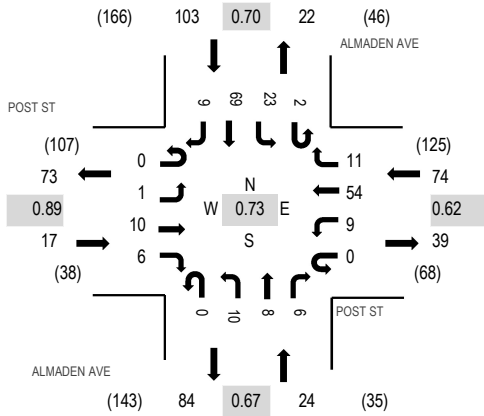 (166) 103 0.70 22 (46)
ALMADEN AVE
9 69 23 2
POST ST
(107) (125)
73 0 11 74
1 N 54
0.89 W 0.73 E 0.62
10 S 9
17 6 0 39
(38) (68)
0 10 8 6
POST ST
ALMADEN AVE
(143) 84 0.67 24 (35)